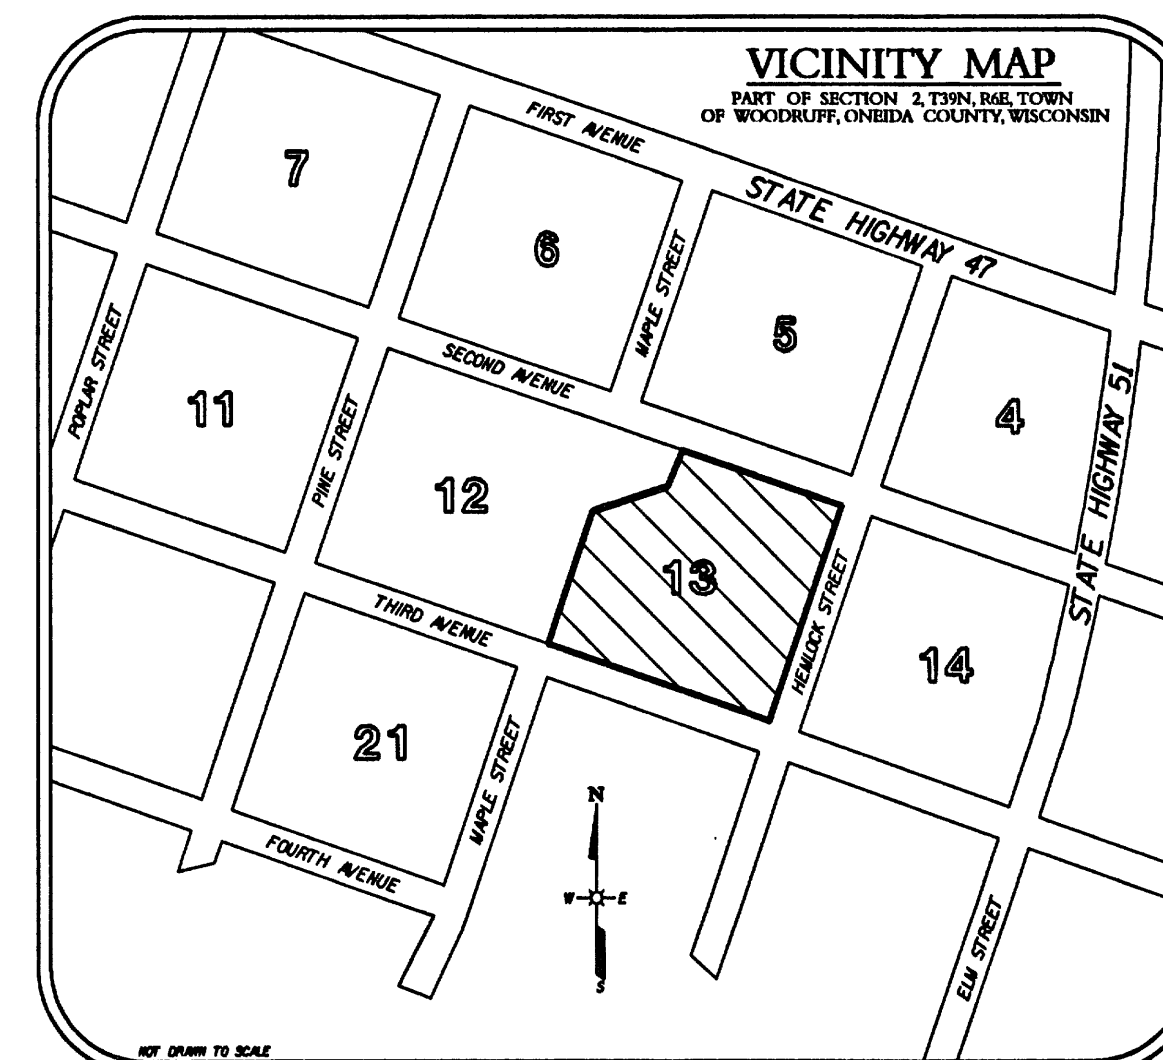 VICINITY MAP
PART OF SECTION 2, T39N, R6E, TOWN
OF WOODRUFF, ONEIDA COUNTY, WISCONSIN
FIRST AVENUE
STATE HIGHWAY 47
7
6
5
4
MAPLE STREET
POPLAR STREET
SECOND AVENUE
STATE HIGHWAY 51
11
PINE STREET
12
13
HEMLOCK STREET
14
THIRD AVENUE
21
MAPLE STREET
FOURTH AVENUE
N
W
E
S
ELM STREET
NOT DRAWN TO SCALE